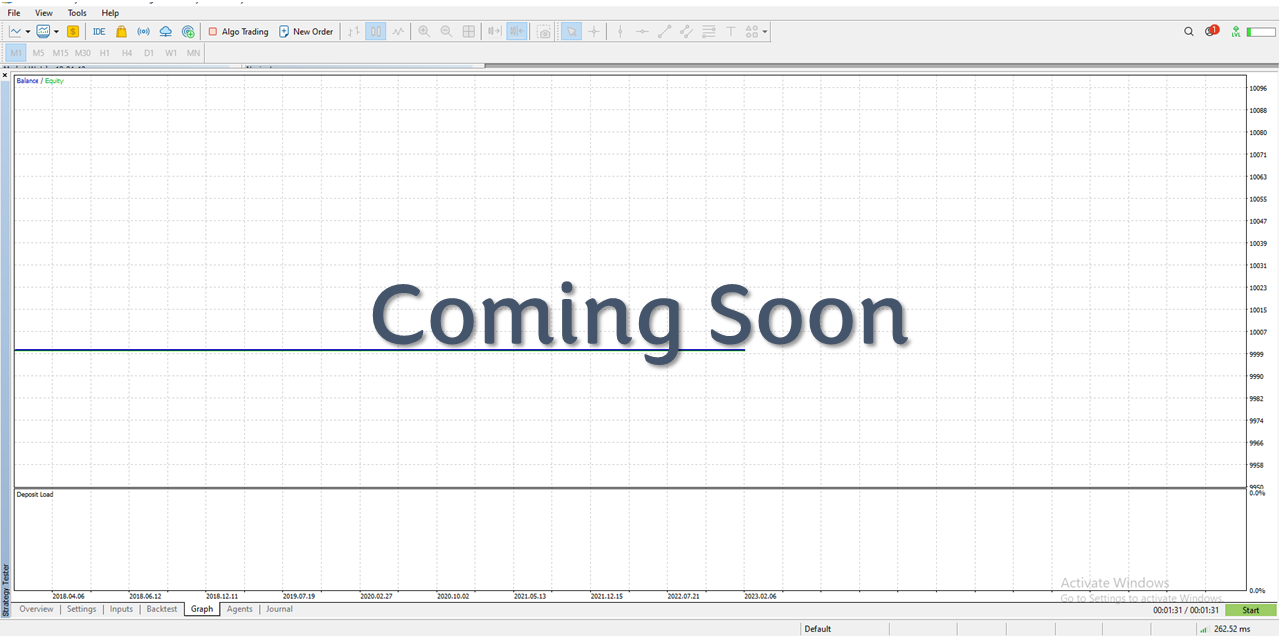 File View Tools Help
IDE Algo Trading New Order 1 LVL
M1 M5 M15 M30 H1 H4 D1 W1 MN
Balance / Equity
10096
10088
10080
10071
10063
10055
10047
10039
10031
10023
10015
10007
9999
9990
9982
9974
9966
9958
9950
Coming Soon
Deposit Load
0.0%
0.0%
2018.04.06 2018.06.12 2018.12.11 2019.07.19 2020.02.27 2020.10.02 2021.05.13 2021.12.15 2022.07.21 2023.02.06
Activate Windows
Go to Settings to activate Windows.
Strategy Tester
Overview Settings Inputs Backtest Graph Agents Journal
00:01:31 / 00:01:31 Start
Default 262.52 ms